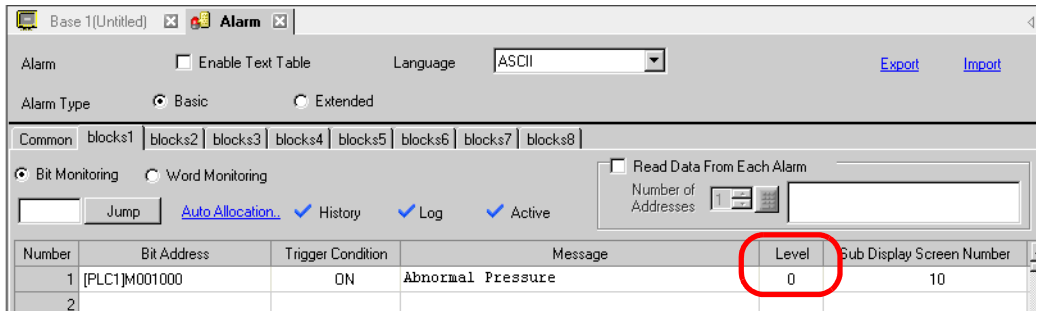 Base 1(Untitled) Alarm
Alarm Enable Text Table Language ASCII Export Import
Alarm Type Basic Extended
Common blocks1 blocks2 blocks3 blocks4 blocks5 blocks6 blocks7 blocks8
Read Data From Each Alarm
Bit Monitoring Word Monitoring
Number of Addresses 1
Jump Auto Allocation.. History Log Active
Number Bit Address Trigger Condition Message Level Sub Display Screen Number
1 [PLC1]M001000 ON Abnormal Pressure 0 10
2